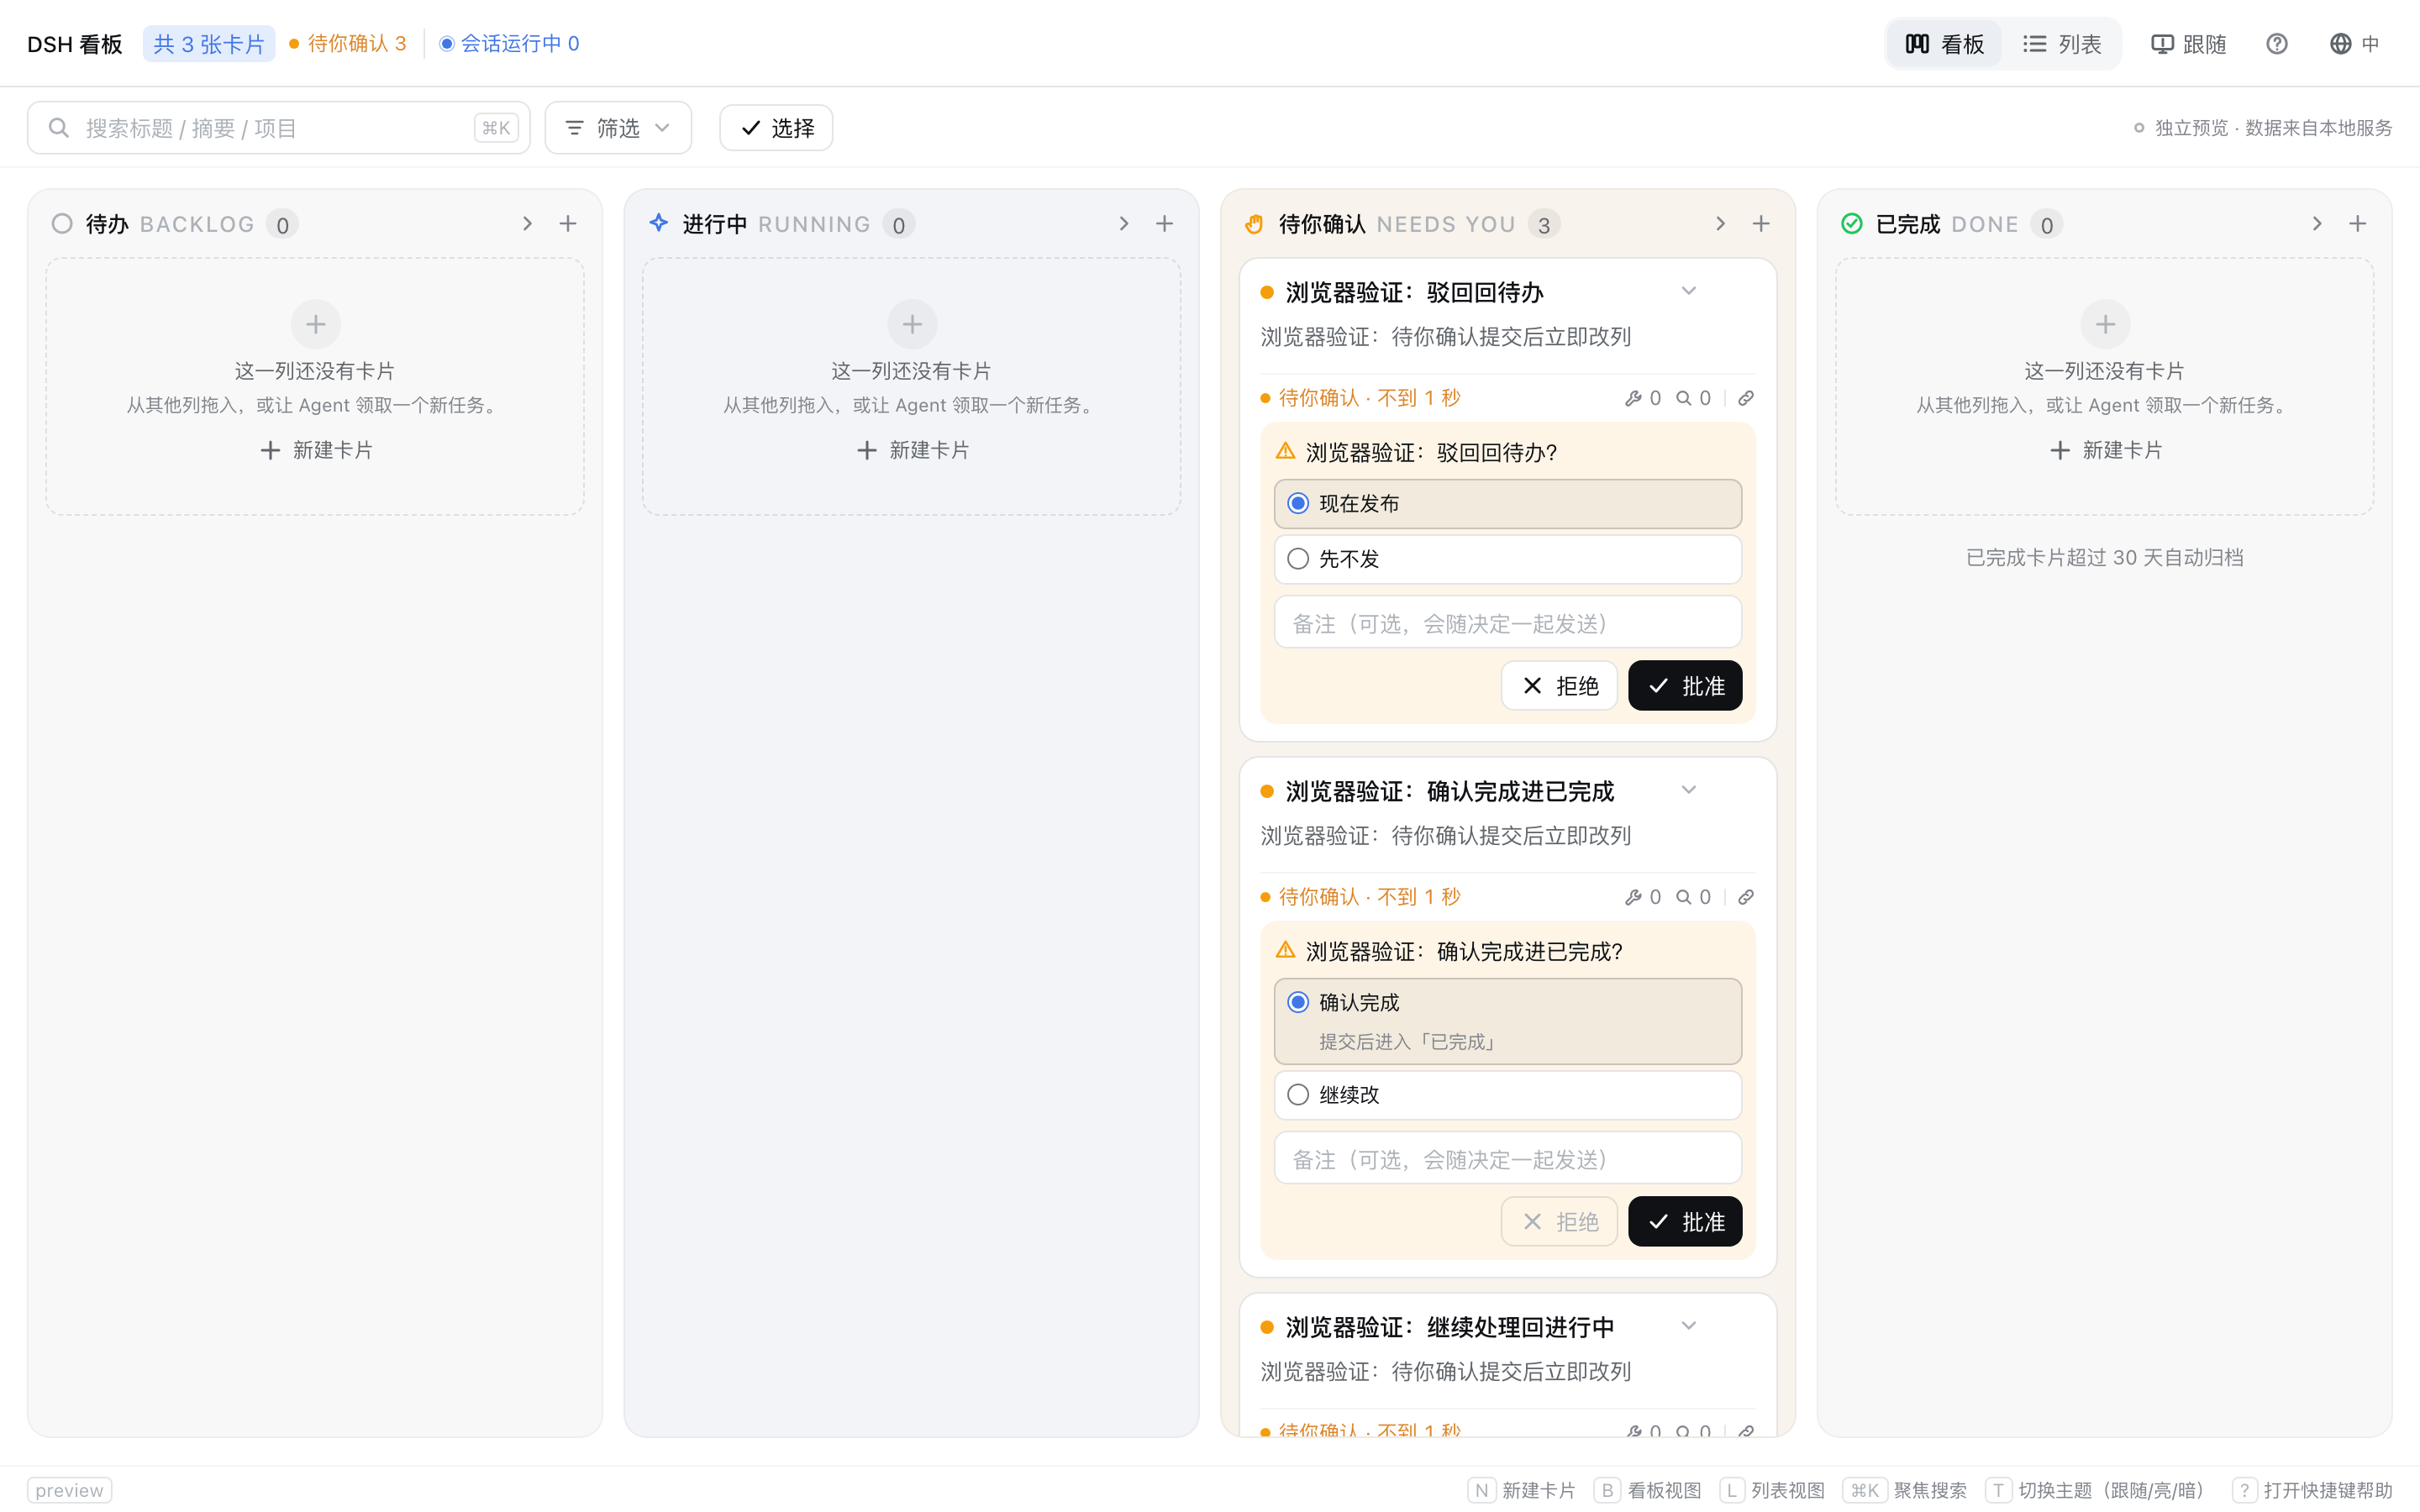 DSH 看板 共 3 张卡片 待你确认 3 会话运行中 0 看板 列表 跟随 中
搜索标题 / 摘要 / 项目 ⌘K 筛选 选择 独立预览 · 数据来自本地服务
待办 BACKLOG 0
这一列还没有卡片
从其他列拖入，或让 Agent 领取一个新任务。
新建卡片
进行中 RUNNING 0
这一列还没有卡片
从其他列拖入，或让 Agent 领取一个新任务。
新建卡片
待你确认 NEEDS YOU 3
浏览器验证：驳回回待办
浏览器验证：待你确认提交后立即改列
待你确认 · 不到 1 秒 0 0
浏览器验证：驳回回待办?
现在发布
先不发
备注（可选，会随决定一起发送）
拒绝 批准
浏览器验证：确认完成进已完成
浏览器验证：待你确认提交后立即改列
待你确认 · 不到 1 秒 0 0
浏览器验证：确认完成进已完成?
确认完成
提交后进入「已完成」
继续改
备注（可选，会随决定一起发送）
拒绝 批准
浏览器验证：继续处理回进行中
浏览器验证：待你确认提交后立即改列
待你确认 · 不到 1 秒 0 0
已完成 DONE 0
这一列还没有卡片
从其他列拖入，或让 Agent 领取一个新任务。
新建卡片
已完成卡片超过 30 天自动归档
preview N 新建卡片 B 看板视图 L 列表视图 ⌘K 聚焦搜索 T 切换主题（跟随/亮/暗） ? 打开快捷键帮助